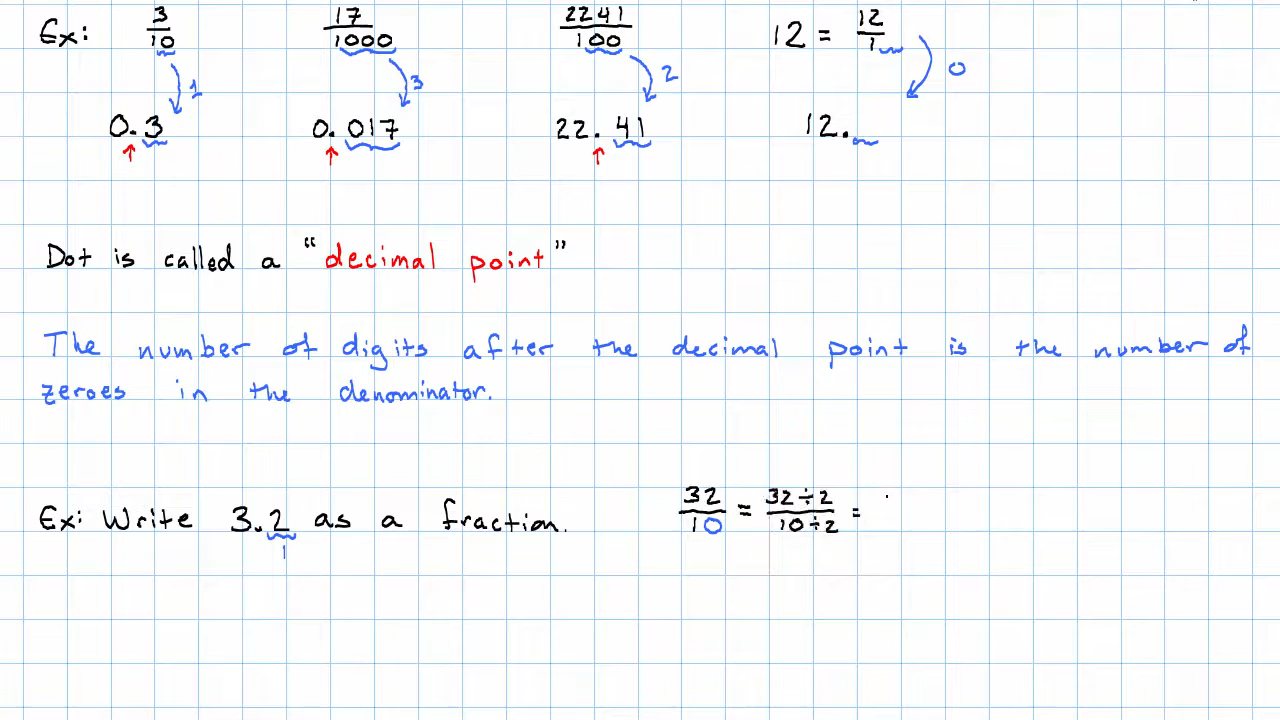 Ex: 3/10 17/1000 2241/100 12 = 12/1
1 3 2 0
0.3 0.017 22.41 12.
Dot is called a “decimal point”
The number of digits after the decimal point is the number of
zeroes in the denominator.
Ex: Write 3.2 as a fraction. 32/10 = 32÷2/10÷2 =
1